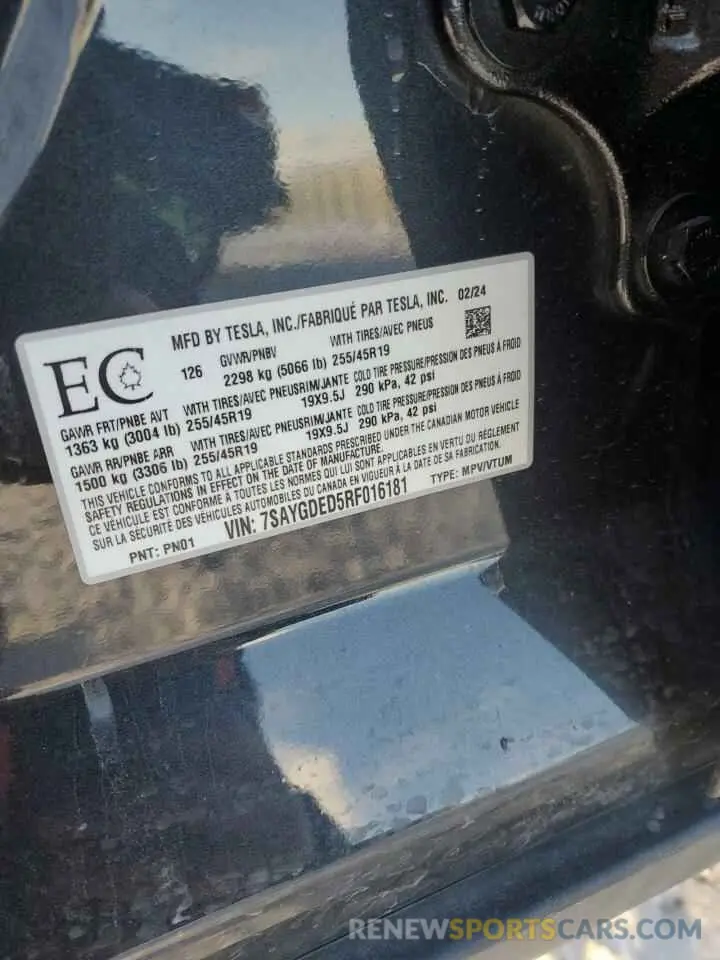 MFD BY TESLA, INC./FABRIQUÉ PAR TESLA, INC. 02/24
EC
126 GVWR/PNBV WITH TIRES/AVEC PNEUS
2298 kg (5066 lb) 255/45R19
GAWR FRT/PNBE AVT WITH TIRES/AVEC PNEUS RIM/JANTE COLD TIRE PRESSURE/PRESSION DES PNEUS À FROID
1363 kg (3004 lb) 255/45R19 19X9.5J 290 kPa, 42 psi
GAWR RR/PNBE ARR WITH TIRES/AVEC PNEUS RIM/JANTE COLD TIRE PRESSURE/PRESSION DES PNEUS À FROID
1500 kg (3306 lb) 255/45R19 19X9.5J 290 kPa, 42 psi
THIS VEHICLE CONFORMS TO ALL APPLICABLE STANDARDS PRESCRIBED UNDER THE CANADIAN MOTOR VEHICLE
SAFETY REGULATIONS IN EFFECT ON THE DATE OF MANUFACTURE.
CE VÉHICULE EST CONFORME À TOUTES LES NORMES QUI LUI SONT APPLICABLES EN VERTU DU RÈGLEMENT
SUR LA SÉCURITÉ DES VÉHICULES AUTOMOBILES DU CANADA EN VIGUEUR À LA DATE DE SA FABRICATION.
PNT: PN01 VIN: 7SAYGDED5RF016181 TYPE: MPV/VTUM
RENEWSPORTSCARS.COM